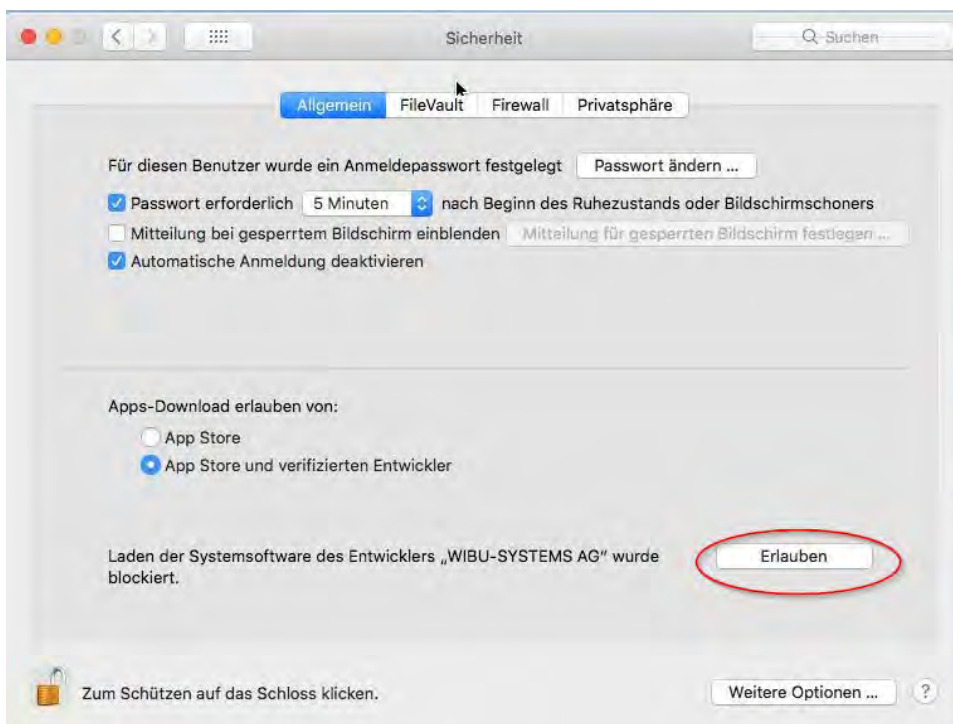 Sicherheit
Suchen
Allgemein FileVault Firewall Privatsphäre
Für diesen Benutzer wurde ein Anmeldepasswort festgelegt Passwort ändern ...
Passwort erforderlich 5 Minuten nach Beginn des Ruhezustands oder Bildschirmschoners
Mitteilung bei gesperrtem Bildschirm einblenden Mitteilung für gesperrten Bildschirm festlegen ...
Automatische Anmeldung deaktivieren
Apps-Download erlauben von:
App Store
App Store und verifizierten Entwickler
Laden der Systemsoftware des Entwicklers „WIBU-SYSTEMS AG“ wurde Erlauben
blockiert.
Zum Schützen auf das Schloss klicken. Weitere Optionen ... ?